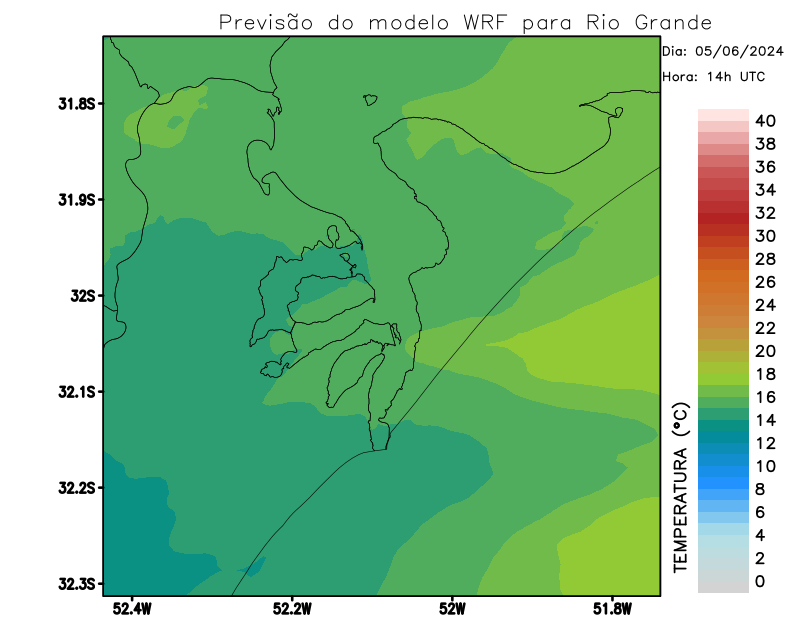 Previsão do modelo WRF para Rio Grande
Dia: 05/06/2024
Hora: 14h UTC
31.8S
31.9S
32S
32.1S
32.2S
32.3S
52.4W
52.2W
52W
51.8W
TEMPERATURA (°C)
40
38
36
34
32
30
28
26
24
22
20
18
16
14
12
10
8
6
4
2
0